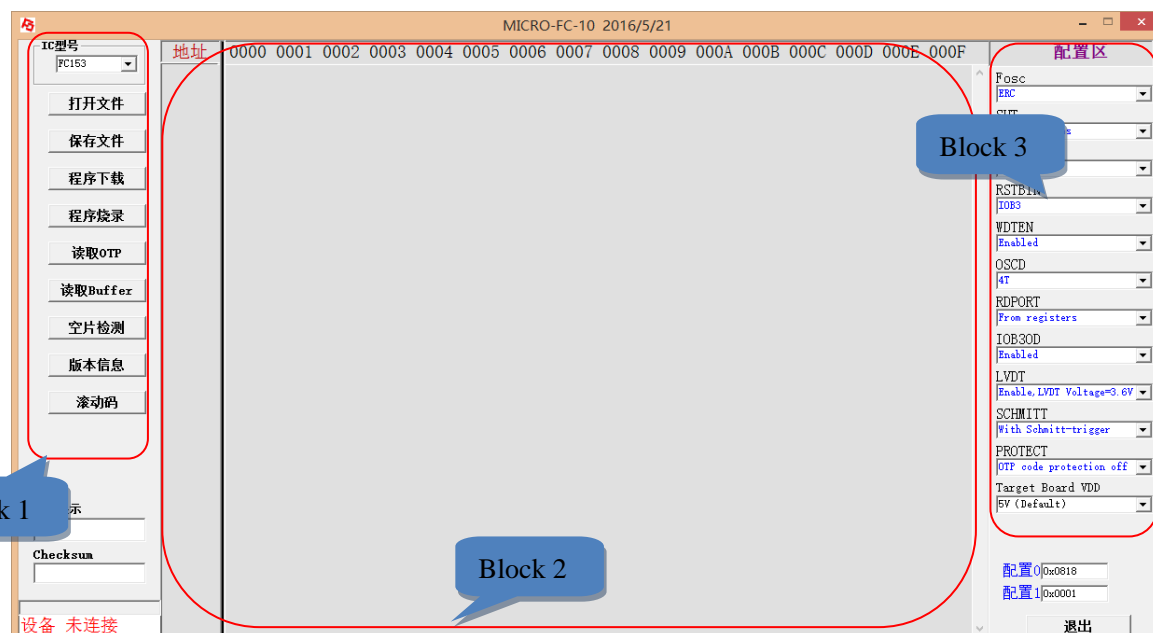 MICRO-FC-10 2016/5/21
IC型号
FC153
打开文件
保存文件
程序下载
程序烧录
读取OTP
读取Buffer
空片检测
版本信息
滚动码
k 1
示
Checksum
设备 未连接
地址 0000 0001 0002 0003 0004 0005 0006 0007 0008 0009 000A 000B 000C 000D 000E 000F
Block 2
配置区
Fosc
ERC
Block 3
RSTBIN
IOB3
WDTEN
Enabled
OSCD
4T
RDPORT
From registers
IOB3OD
Enabled
LVDT
Enable,LVDT Voltage=3.6V
SCHMITT
With Schmitt-trigger
PROTECT
OTP code protection off
Target Board VDD
5V (Default)
配置0 0x0818
配置1 0x0001
退出